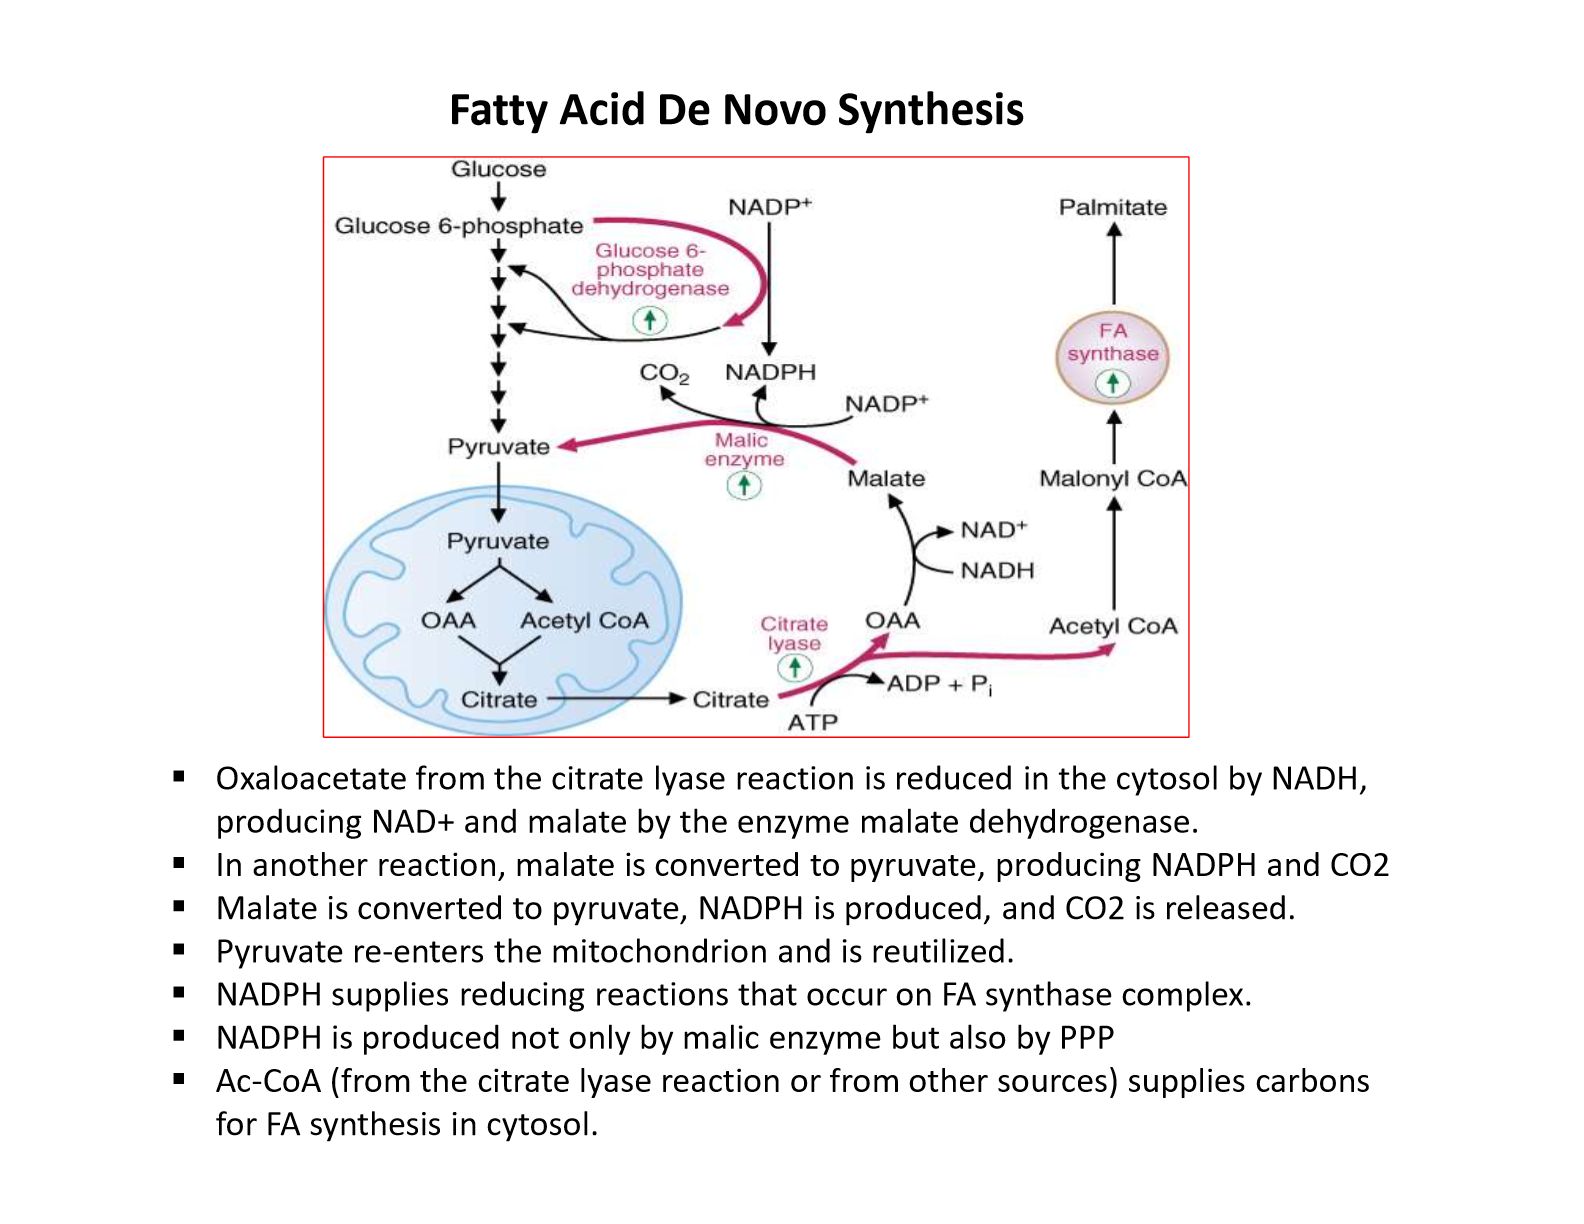 Fatty Acid De Novo Synthesis
Glucose
Glucose 6-phosphate
NADP+
Palmitate
Glucose 6-
phosphate
dehydrogenase
FA
synthase
CO2
NADPH
NADP+
Pyruvate
Malic
enzyme
Malate
Malonyl CoA
NAD+
NADH
Pyruvate
OAA
Acetyl CoA
Citrate
lyase
OAA
Acetyl CoA
Citrate
Citrate
ADP + Pi
ATP
▪ Oxaloacetate from the citrate lyase reaction is reduced in the cytosol by NADH,
producing NAD+ and malate by the enzyme malate dehydrogenase.
▪ In another reaction, malate is converted to pyruvate, producing NADPH and CO2
▪ Malate is converted to pyruvate, NADPH is produced, and CO2 is released.
▪ Pyruvate re-enters the mitochondrion and is reutilized.
▪ NADPH supplies reducing reactions that occur on FA synthase complex.
▪ NADPH is produced not only by malic enzyme but also by PPP
▪ Ac-CoA (from the citrate lyase reaction or from other sources) supplies carbons
for FA synthesis in cytosol.